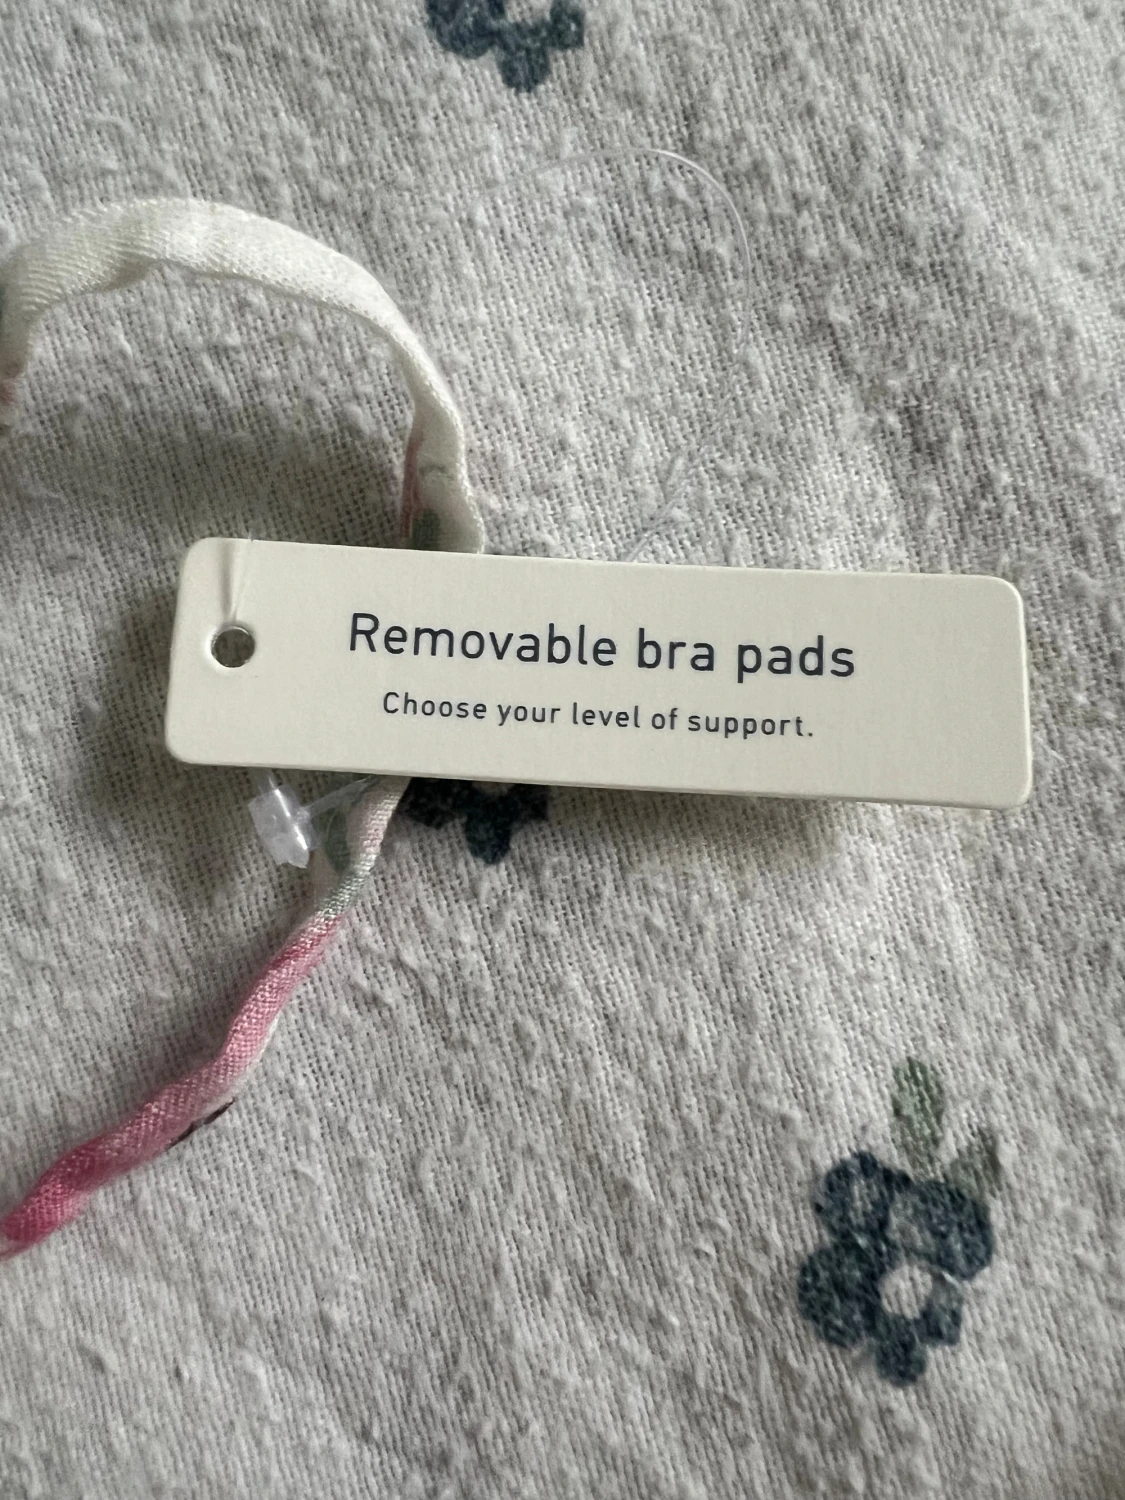 Removable bra pads
Choose your level of support.